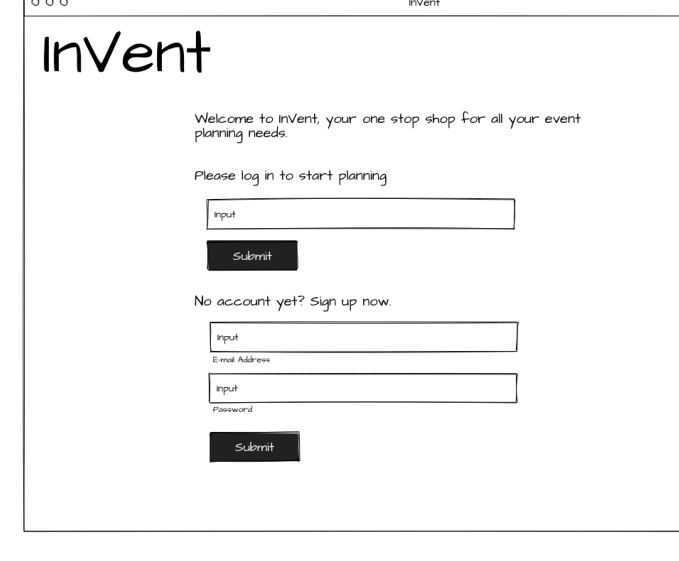 InVent
InVent
Welcome to InVent, your one stop shop for all your event
planning needs.
Please log in to start planning
Input
Submit
No account yet? Sign up now.
Input
E-mail Address
Input
Password
Submit